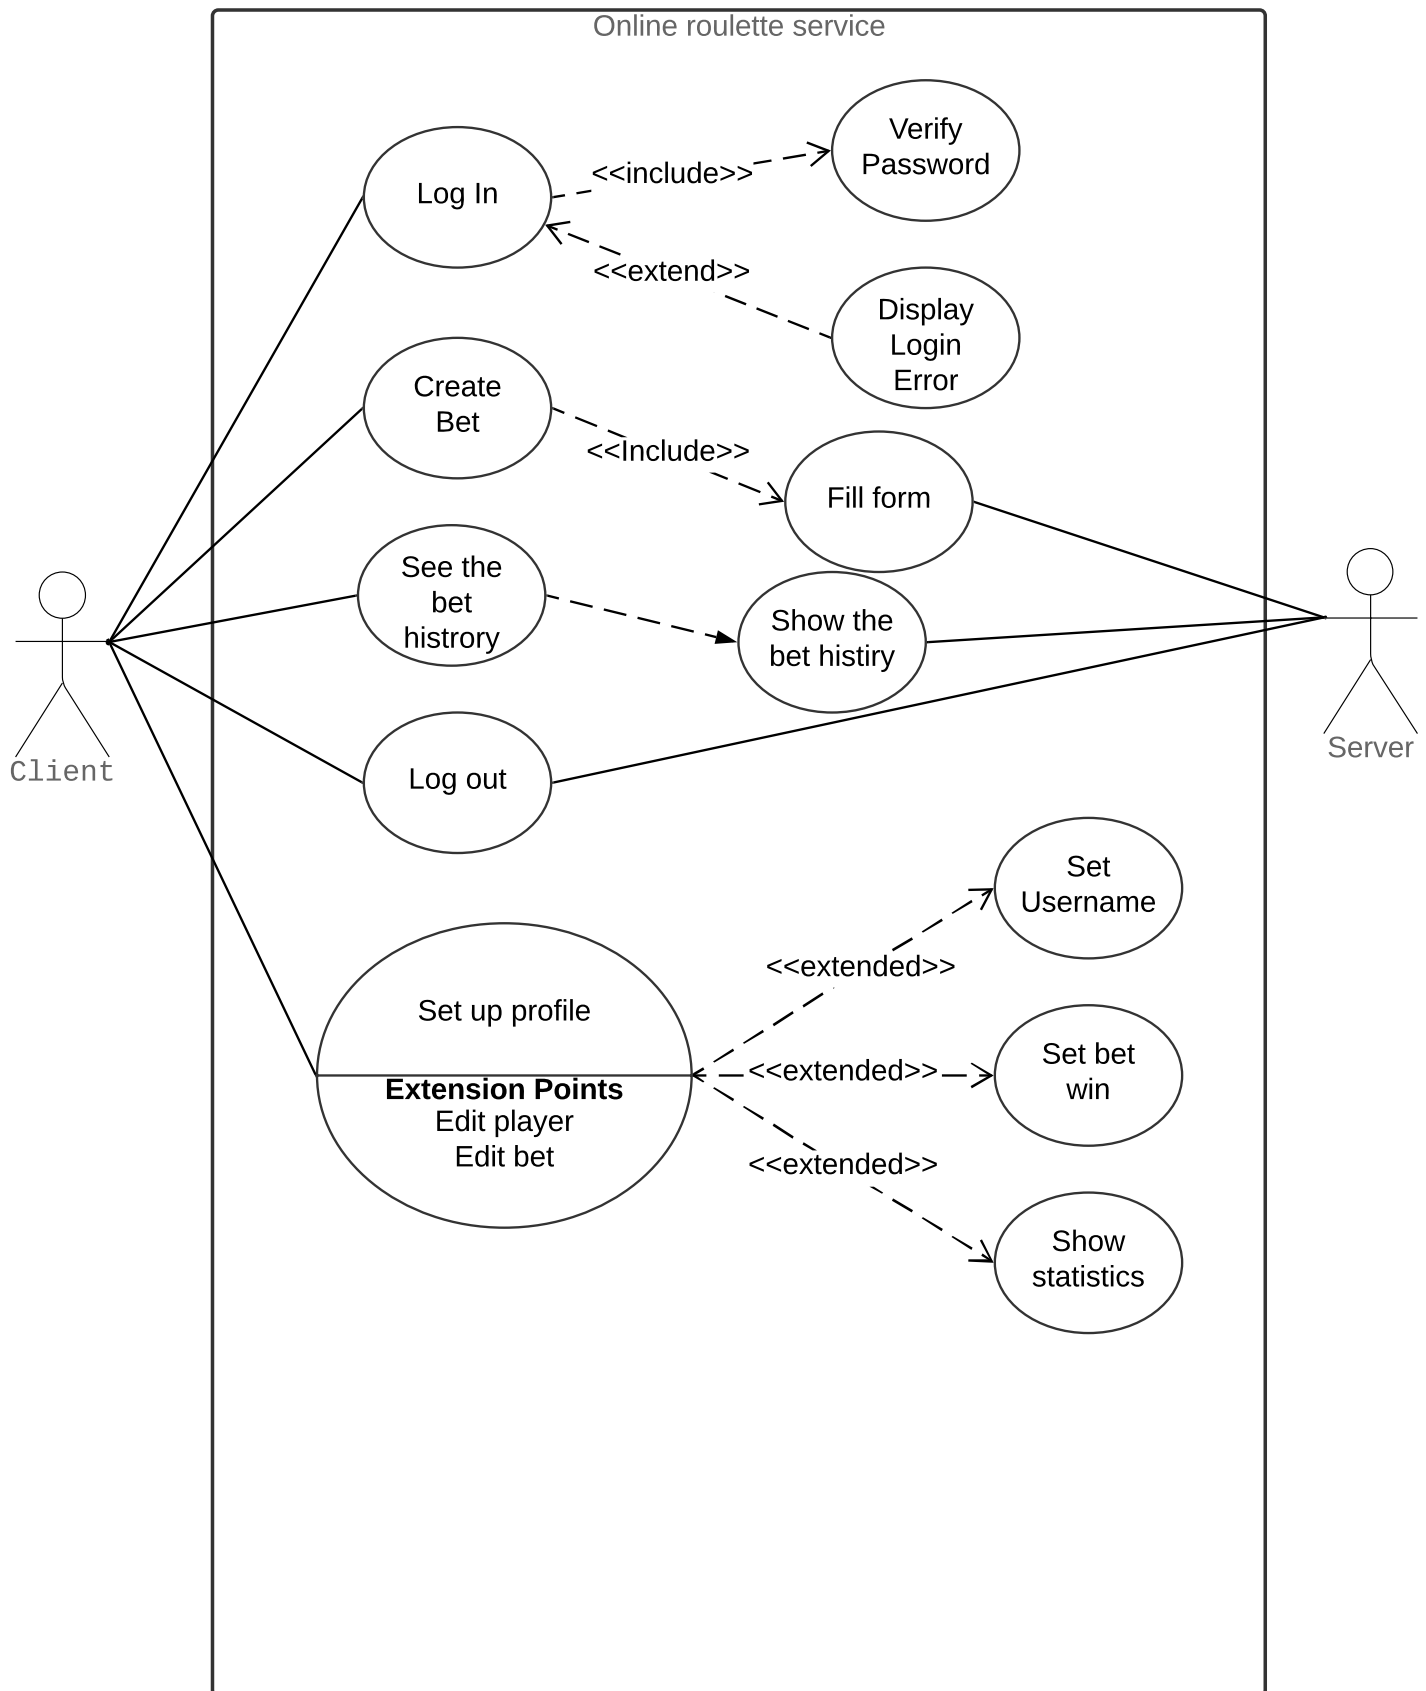 Online roulette service
Verify
Password
Log In
<<include>>
<<extend>>
Display
Login
Error
Create
Bet
<<Include>>
Fill form
See the
bet
histrory
Show the
bet histiry
Client
Server
Log out
Set
Username
<<extended>>
Set up profile
Extension Points
Edit player
Edit bet
<<extended>>
Set bet
win
<<extended>>
Show
statistics